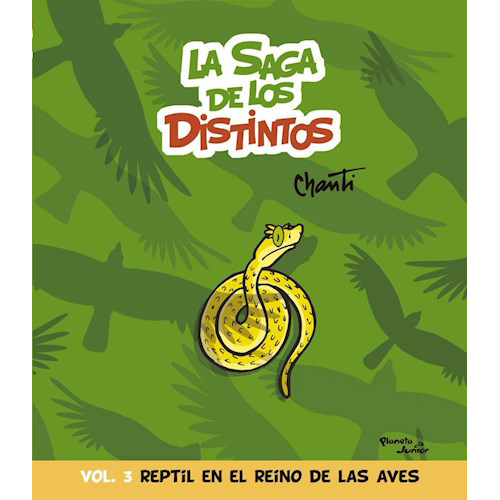 LA SAGA
DE LOS
DISTINTOS
Chanti
Planeta
Junior
VOL. 3 REPTIL EN EL REINO DE LAS AVES